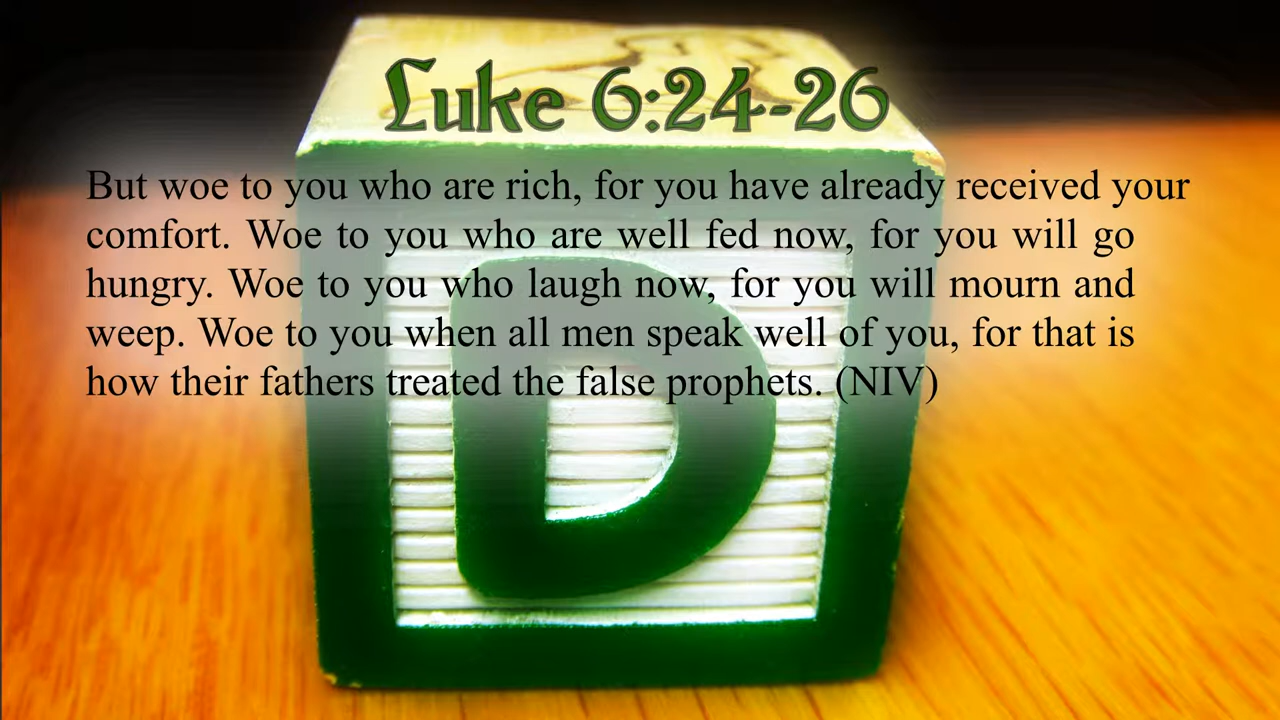 Luke 6:24-26
But woe to you who are rich, for you have already received your
comfort. Woe to you who are well fed now, for you will go
hungry. Woe to you who laugh now, for you will mourn and
weep. Woe to you when all men speak well of you, for that is
how their fathers treated the false prophets. (NIV)
D